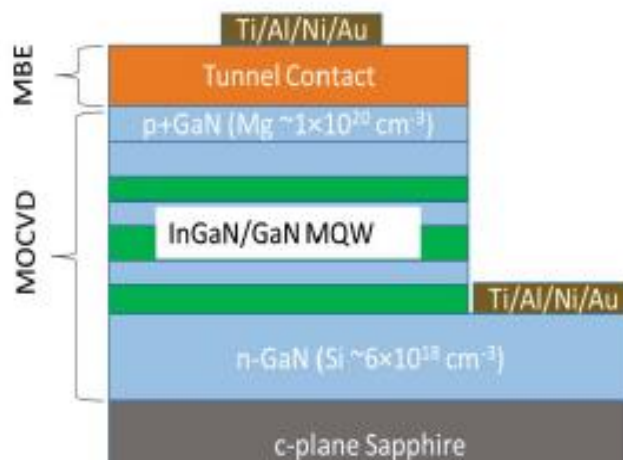 Ti/Al/Ni/Au
MBE
Tunnel Contact
p+GaN (Mg ~1×10²⁰ cm⁻³)
MOCVD
InGaN/GaN MQW
Ti/Al/Ni/Au
n-GaN (Si ~6×10¹⁸ cm⁻³)
c-plane Sapphire